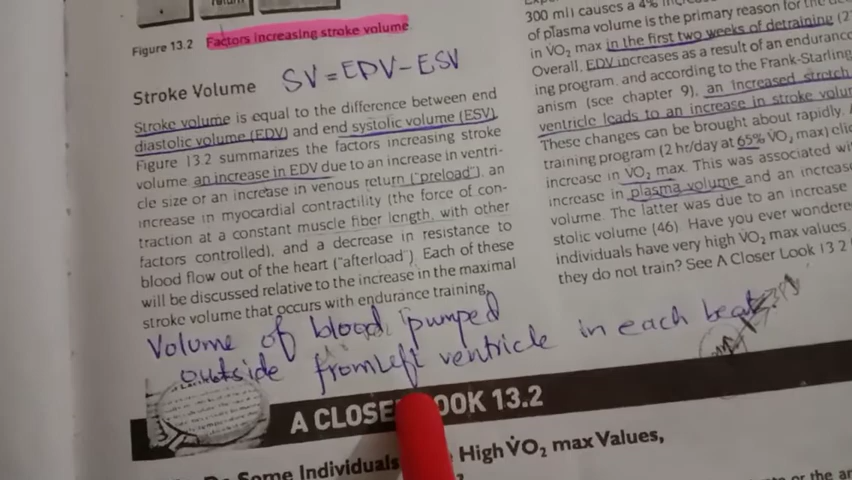 return
Figure 13.2 Factors increasing stroke volume
Stroke Volume SV = EDV - ESV
Stroke volume is equal to the difference between end
diastolic volume (EDV) and end systolic volume (ESV)
Figure 13.2 summarizes the factors increasing stroke
volume an increase in EDV due to an increase in ventri-
cle size or an increase in venous return ("preload"), an
increase in myocardial contractility (the force of con-
traction at a constant muscle fiber length, with other
factors controlled), and a decrease in resistance to
blood flow out of the heart ("afterload"). Each of these
will be discussed relative to the increase in the maximal
stroke volume that occurs with endurance training.
Volume of blood pumped
outside from Left ventricle in each beat
300 ml) causes a 4%
of plasma volume is the primary reason for the
in V̇O₂ max in the first two weeks of detraining
Overall, EDV increases as a result of an endurance
ing program, and according to the Frank-Starling
anism (see chapter 9), an increased stretch
ventricle leads to an increase in stroke
These changes can be brought about rapidly.
training program (2 hr/day at 65% V̇O₂ max)
increase in V̇O₂ max. This was associated
increase in plasma volume and an increase
volume. The latter was due to an increase
stolic volume (46). Have you ever wondered
individuals have very high V̇O₂ max values
they do not train? See A Closer Look 13.2
A CLOSE OOK 13.2
Some Individuals High V̇O₂ max Values,